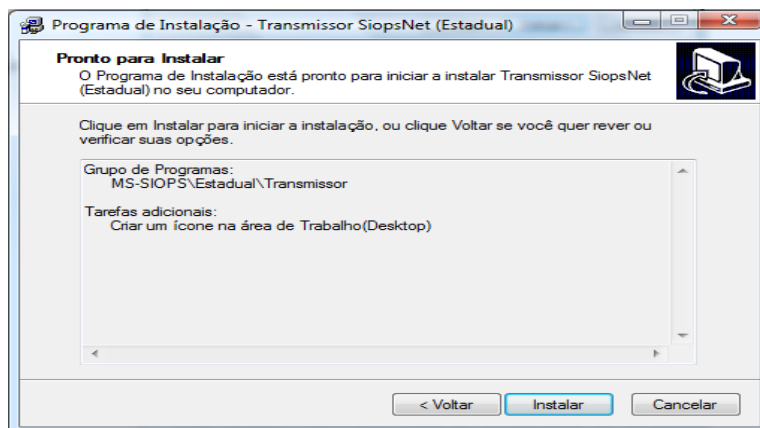 Programa de Instalação - Transmissor SiopsNet (Estadual)
Pronto para Instalar
O Programa de Instalação está pronto para iniciar a instalar Transmissor SiopsNet
(Estadual) no seu computador.
Clique em Instalar para iniciar a instalação, ou clique Voltar se você quer rever ou
verificar suas opções.
Grupo de Programas:
MS-SIOPS\Estadual\Transmissor
Tarefas adicionais:
Criar um ícone na área de Trabalho(Desktop)
< Voltar
Instalar
Cancelar